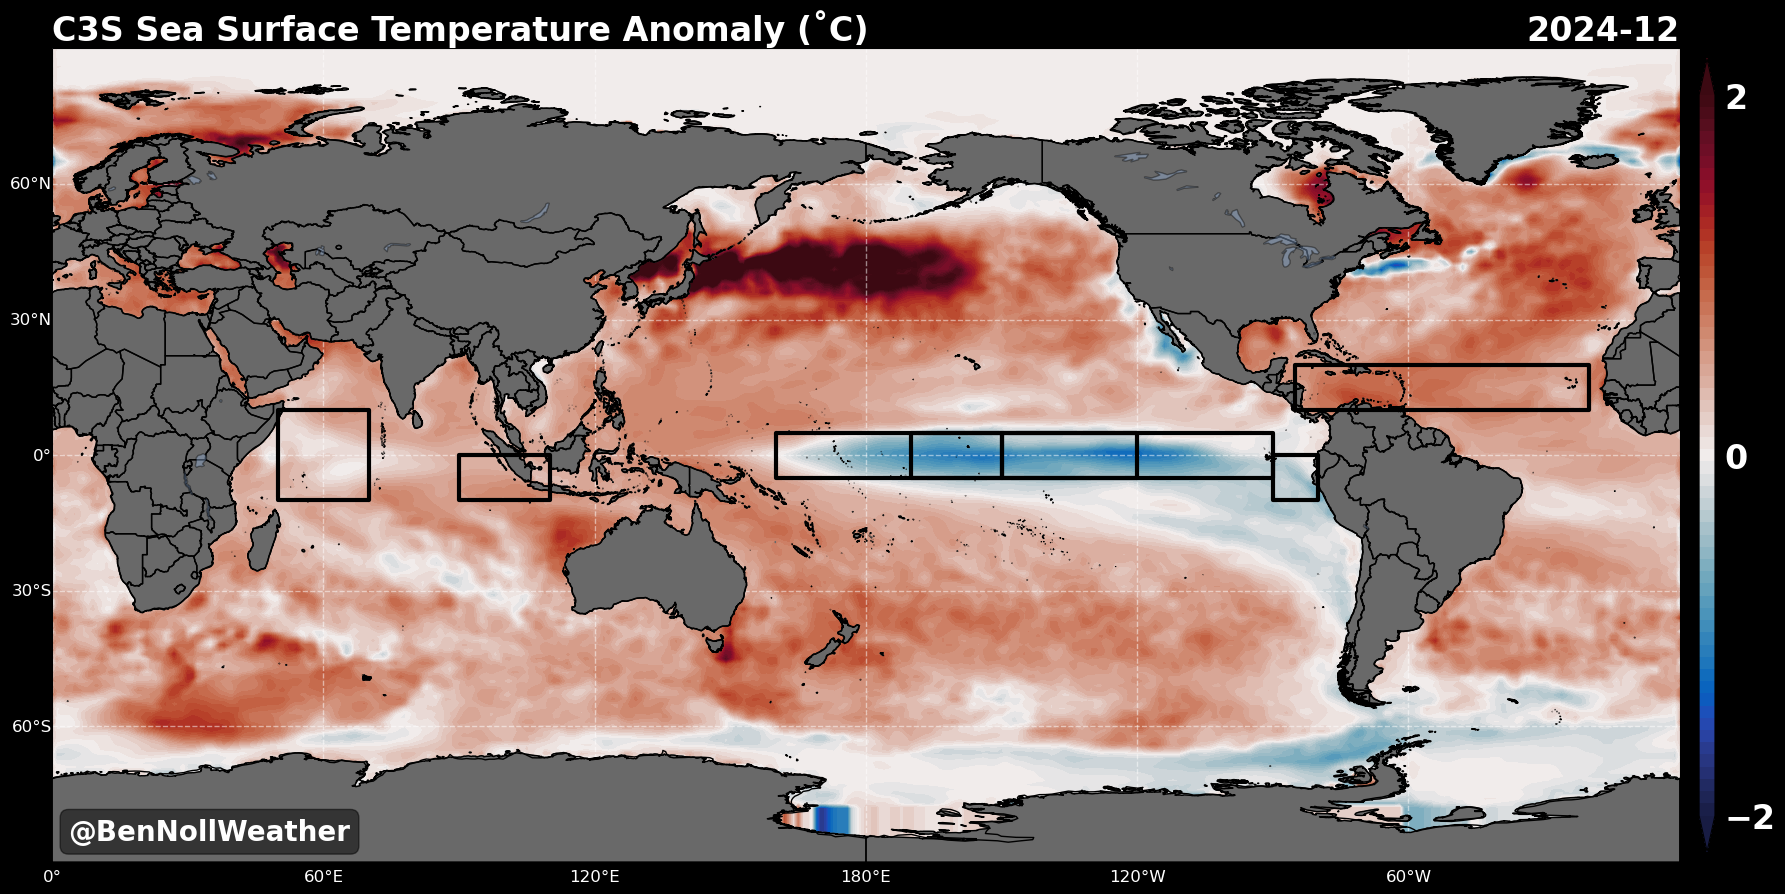 C3S Sea Surface Temperature Anomaly (˚C)
2024-12
2
0
−2
60°N
30°N
0°
30°S
60°S
@BenNollWeather
0°
60°E
120°E
180°E
120°W
60°W